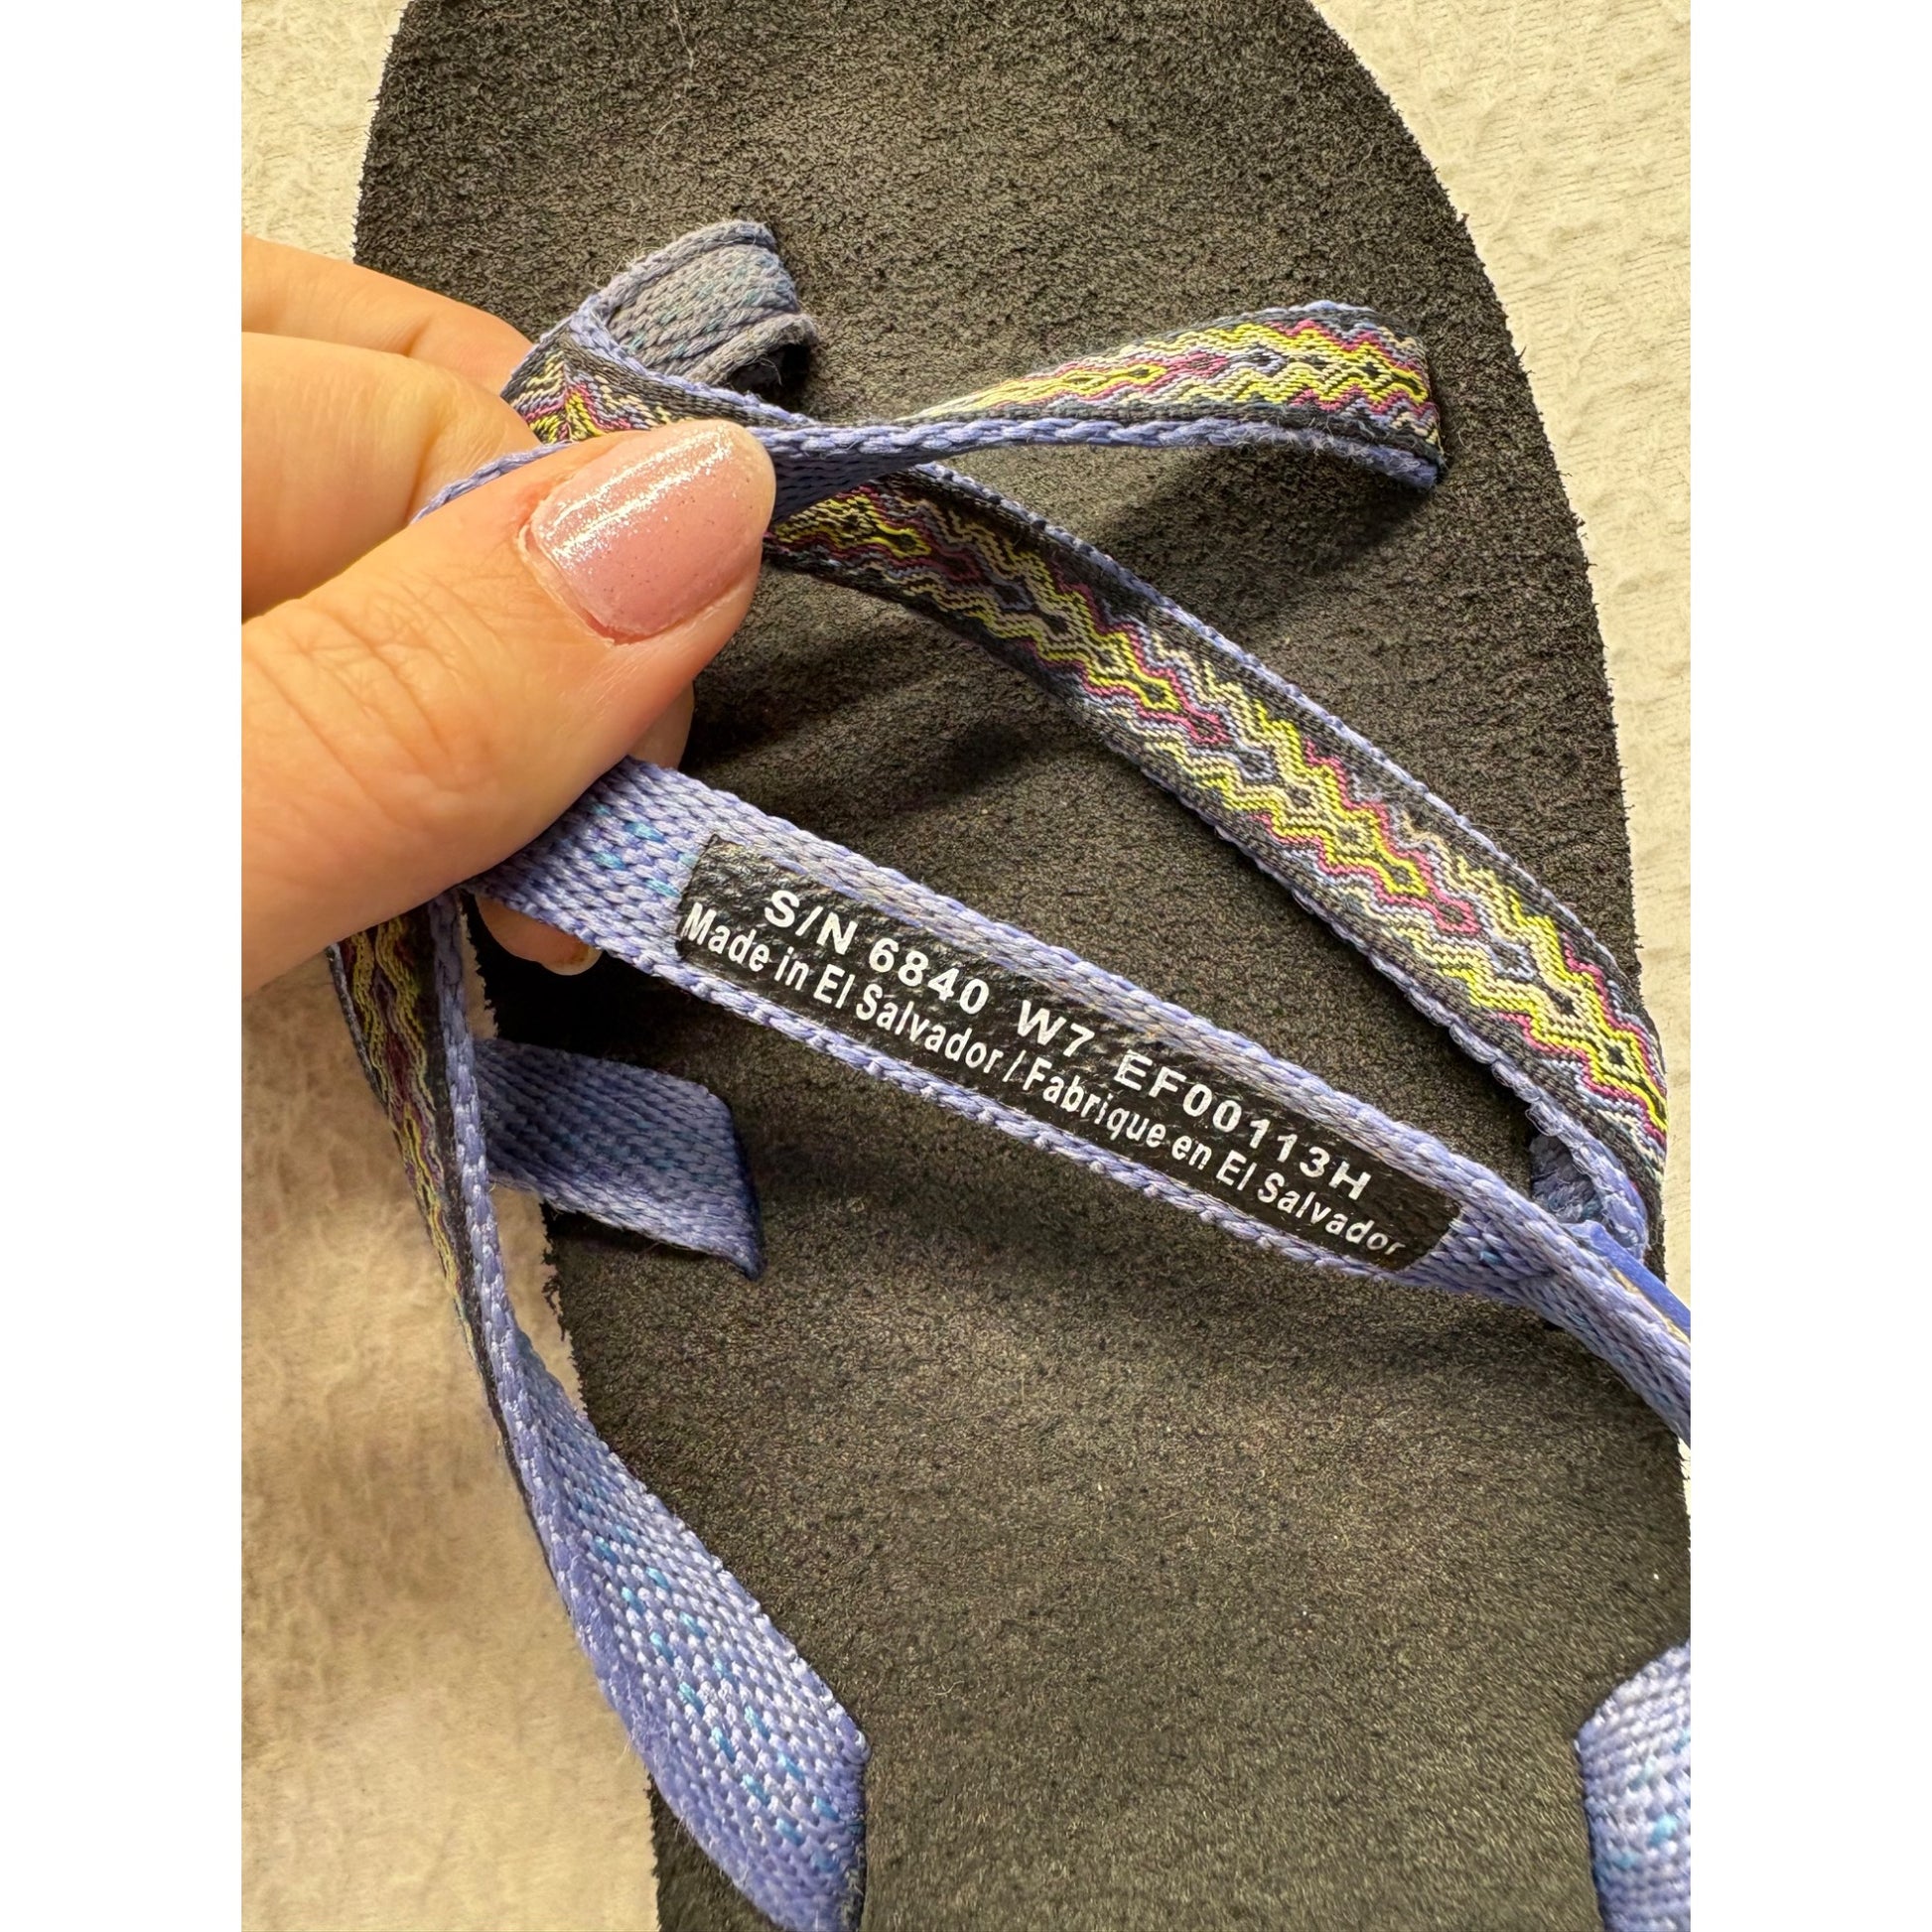 S/N 6840 W7 EF00113H
Made in El Salvador / Fabrique en El Salvador